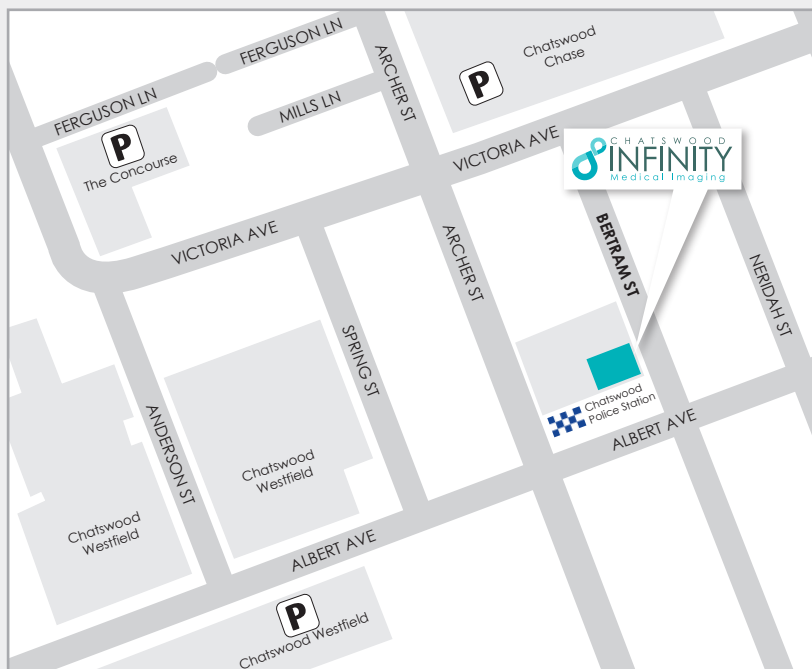 FERGUSON LN
FERGUSON LN
ARCHER ST
Chatswood
Chase
P
MILLS LN
P
The Concourse
VICTORIA AVE
CHATSWOOD
INFINITY
Medical Imaging
VICTORIA AVE
ARCHER ST
BERTRAM ST
NERIDAH ST
SPRING ST
Chatswood
Police Station
ALBERT AVE
ANDERSON ST
Chatswood
Westfield
Chatswood
Westfield
ALBERT AVE
P
Chatswood Westfield